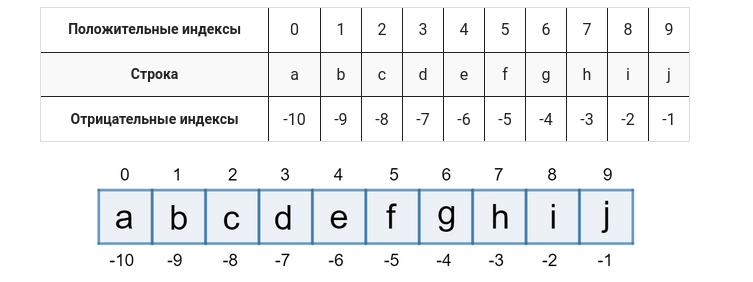 Положительные индексы 0 1 2 3 4 5 6 7 8 9
Строка a b c d e f g h i j
Отрицательные индексы -10 -9 -8 -7 -6 -5 -4 -3 -2 -1
0 1 2 3 4 5 6 7 8 9
a b c d e f g h i j
-10 -9 -8 -7 -6 -5 -4 -3 -2 -1